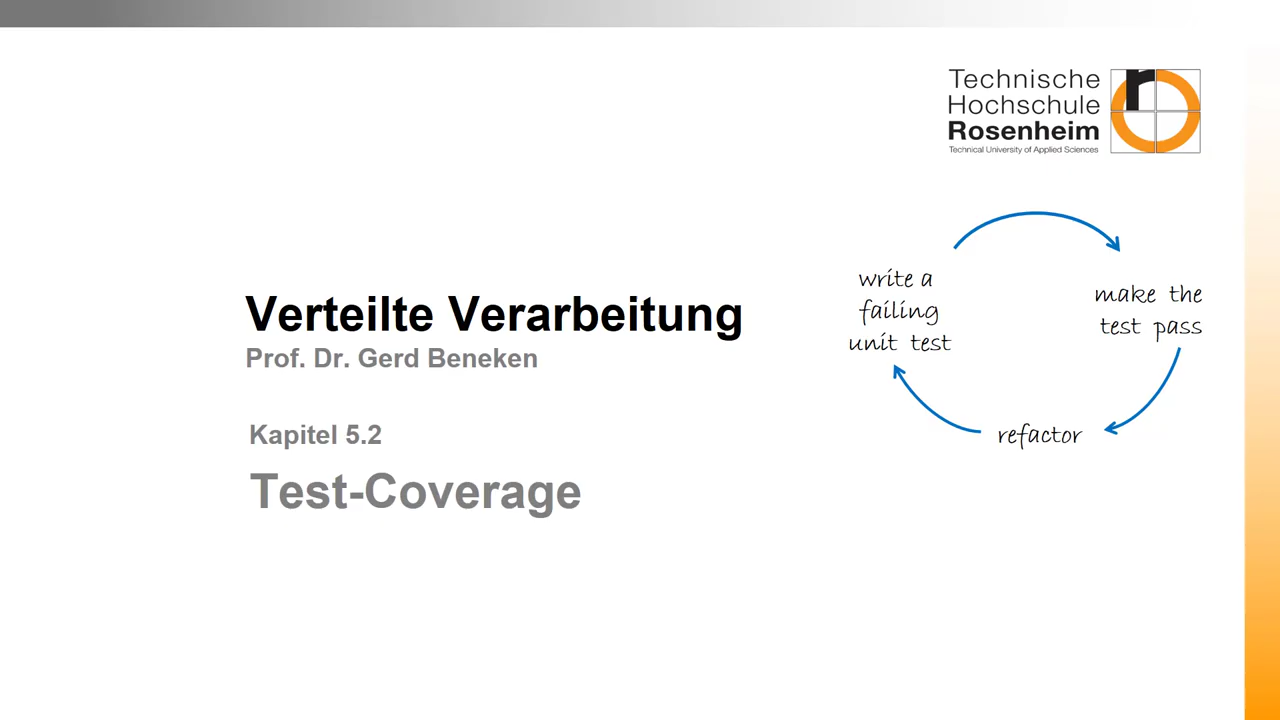 Technische
Hochschule
Rosenheim
Technical University of Applied Sciences
write a
failing
unit test
make the
test pass
refactor
Verteilte Verarbeitung
Prof. Dr. Gerd Beneken
Kapitel 5.2
Test-Coverage